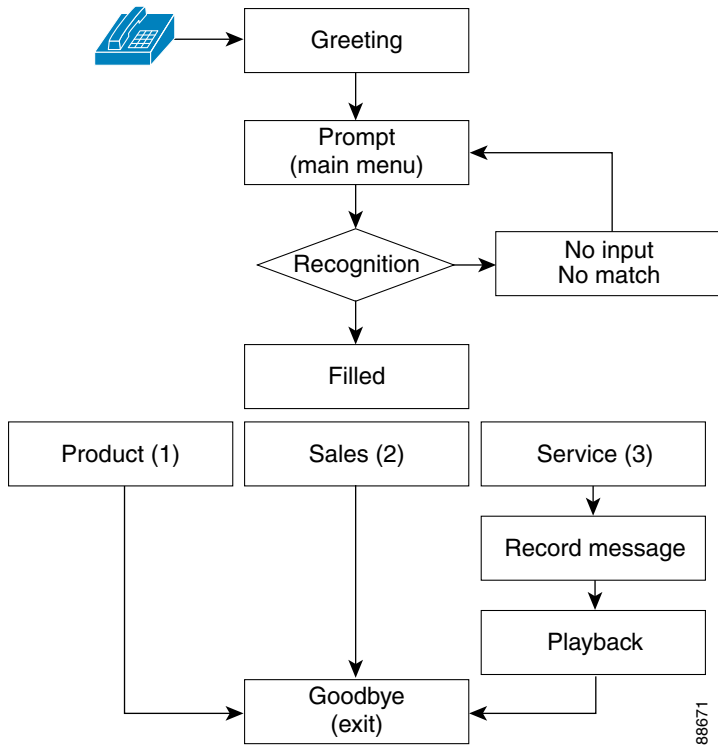 Greeting
Prompt
(main menu)
Recognition
No input
No match
Filled
Product (1)
Sales (2)
Service (3)
Record message
Playback
Goodbye
(exit)
88671